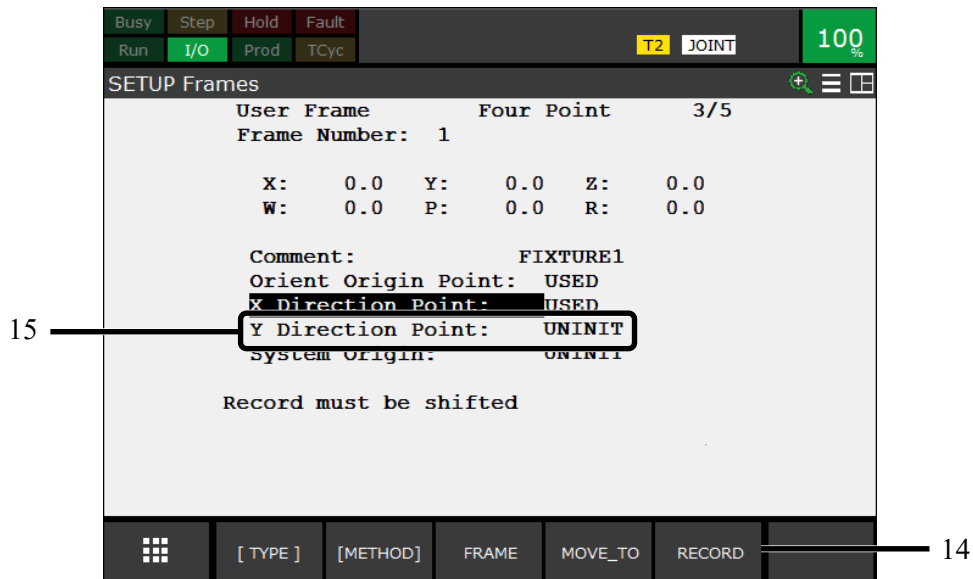 Busy Step Hold Fault
Run I/O Prod TCyc T2 JOINT 100 %
SETUP Frames
User Frame Four Point 3/5
Frame Number: 1
X: 0.0 Y: 0.0 Z: 0.0
W: 0.0 P: 0.0 R: 0.0
Comment: FIXTURE1
Orient Origin Point: USED
X Direction Point: USED
15 Y Direction Point: UNINIT
System Origin: UNINIT
Record must be shifted
[ TYPE ] [METHOD] FRAME MOVE_TO RECORD 14